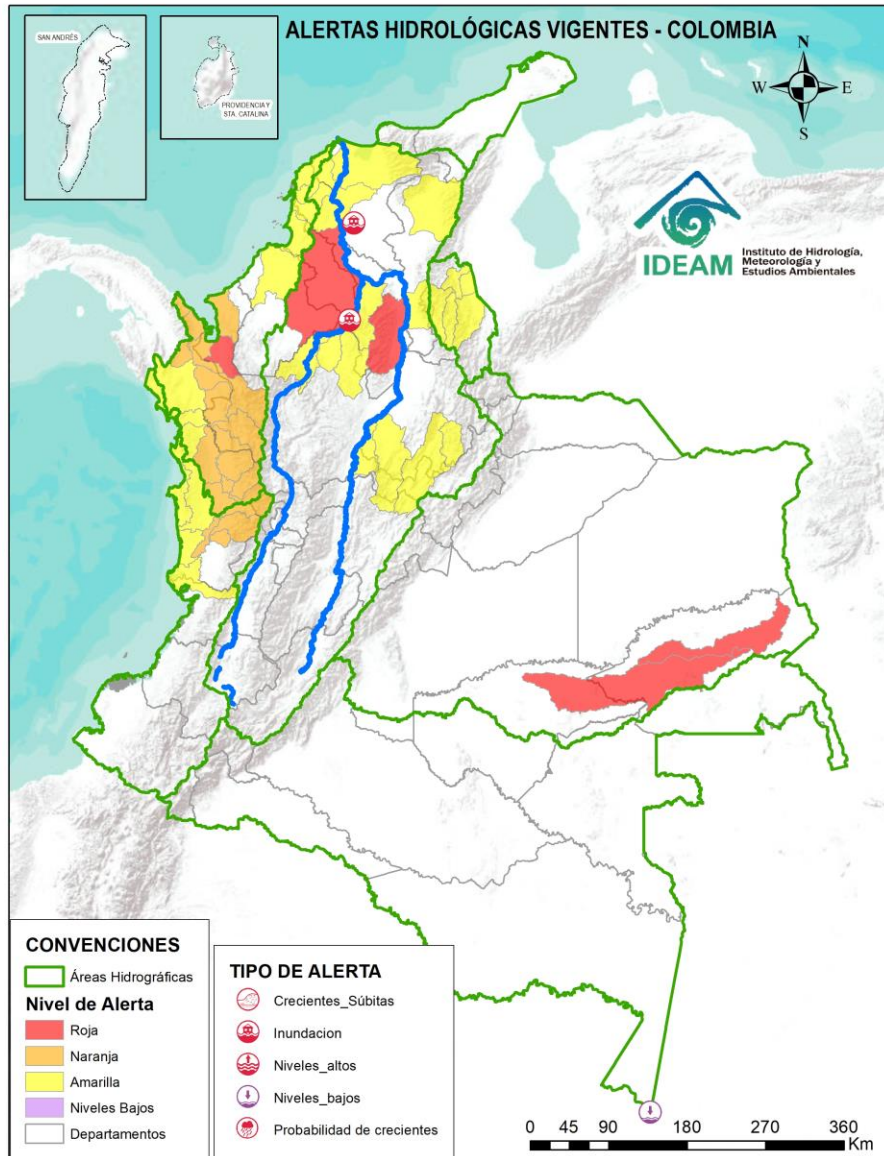 ALERTAS HIDROLÓGICAS VIGENTES - COLOMBIA
SAN ANDRÉS
PROVIDENCIA Y
STA. CATALINA
N
W
E
S
IDEAM
Instituto de Hidrología,
Meteorología y
Estudios Ambientales
CONVENCIONES
Áreas Hidrográficas
Nivel de Alerta
Roja
Naranja
Amarilla
Niveles Bajos
Departamentos
TIPO DE ALERTA
Crecientes_Súbitas
Inundacion
Niveles_altos
Niveles_bajos
Probabilidad de crecientes
0 45 90 180 270 360
Km